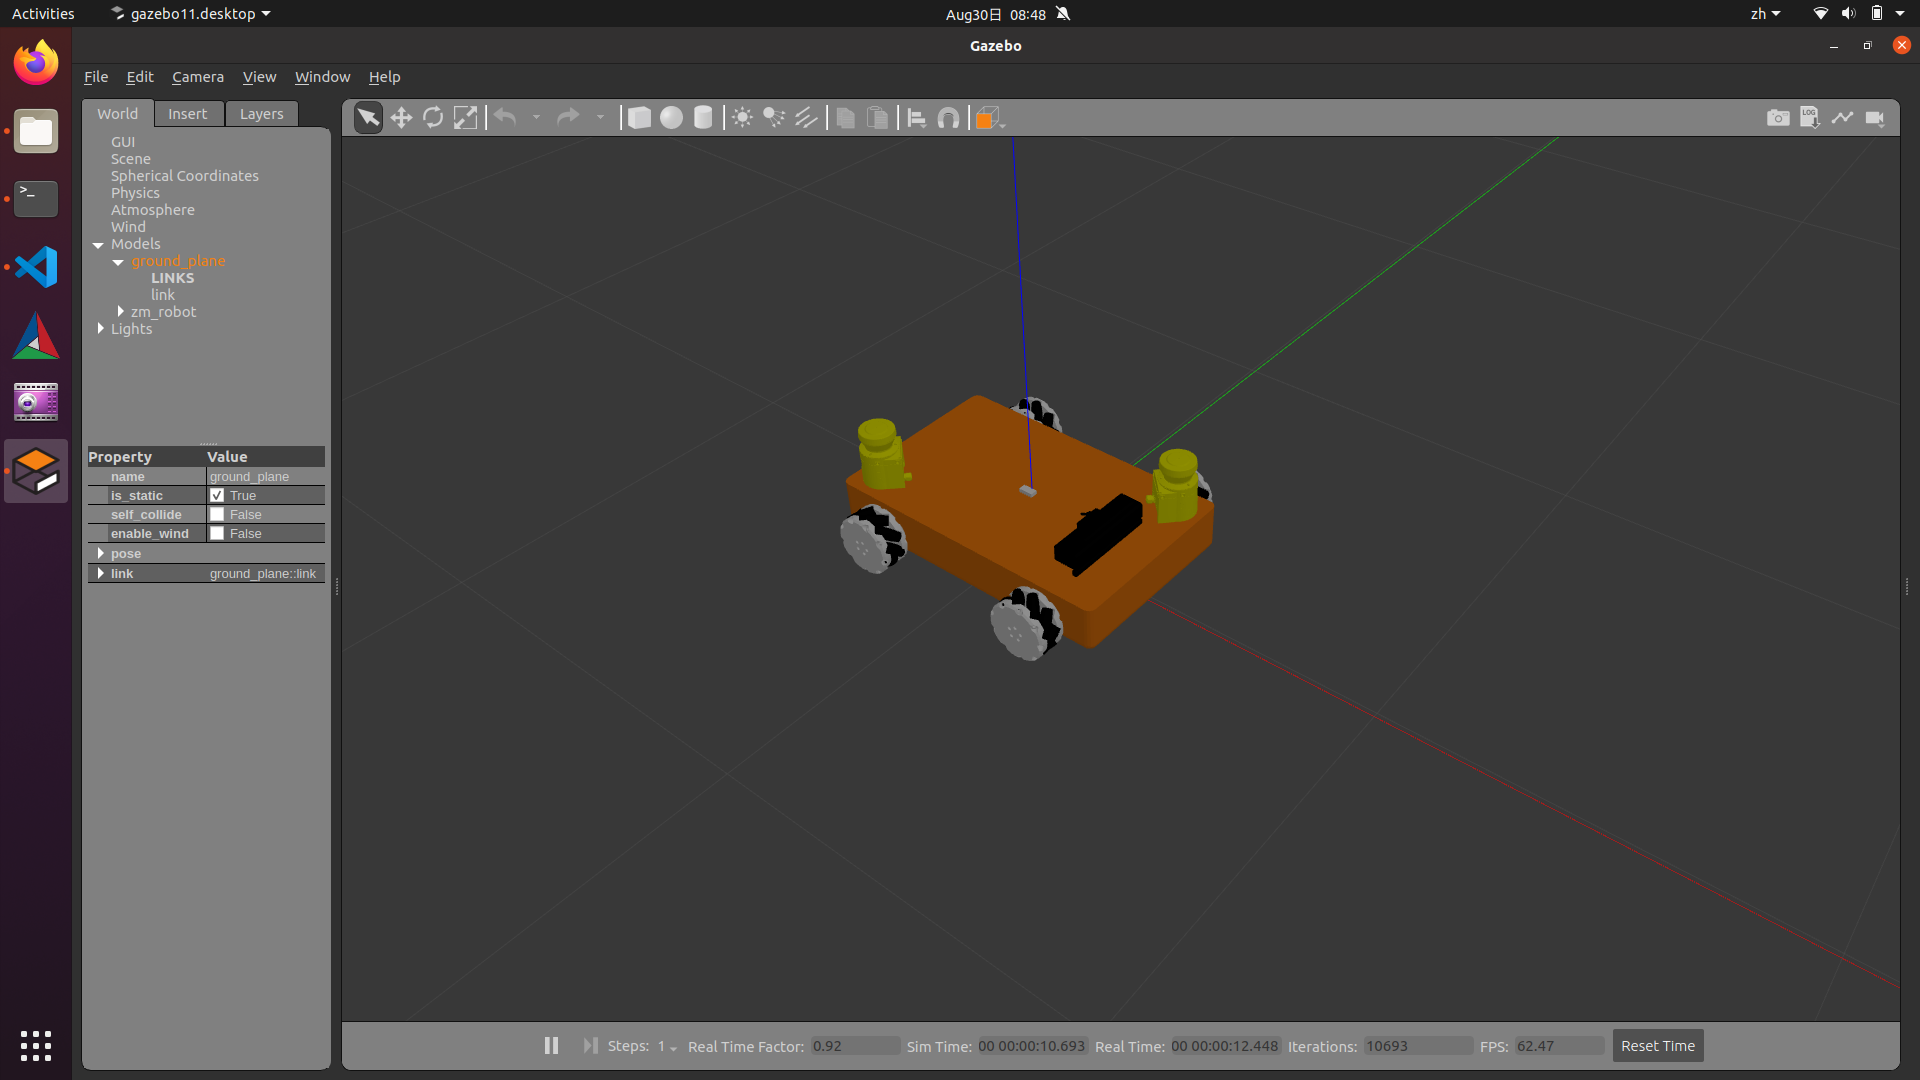 Activities
gazebo11.desktop
Aug30日 08:48
zh
Gazebo
File Edit Camera View Window Help
World Insert Layers
GUI
Scene
Spherical Coordinates
Physics
Atmosphere
Wind
Models
ground_plane
LINKS
link
zm_robot
Lights
LOG
Property Value
name ground_plane
is_static True
self_collide False
enable_wind False
pose
link ground_plane::link
Steps: 1 Real Time Factor: 0.92 Sim Time: 00 00:00:10.693 Real Time: 00 00:00:12.448 Iterations: 10693 FPS: 62.47 Reset Time